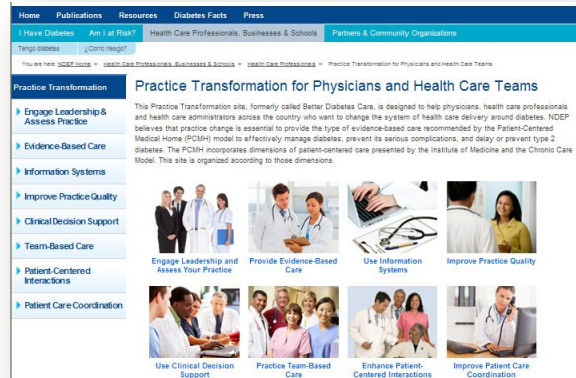 Home Publications Resources Diabetes Facts Press
I Have Diabetes Am I at Risk? Health Care Professionals, Businesses & Schools Partners & Community Organizations
Tengo diabetes ¿Corro riesgo?
You are here: NDEP Home » Health Care Professionals, Businesses & Schools » Health Care Professionals » Practice Transformation for Physicians and Health Care Teams
Practice Transformation
Engage Leadership &
Assess Practice
Evidence-Based Care
Information Systems
Improve Practice Quality
Clinical Decision Support
Team-Based Care
Patient-Centered
Interactions
Patient Care Coordination
Practice Transformation for Physicians and Health Care Teams
This Practice Transformation site, formerly called Better Diabetes Care, is designed to help physicians, health care professionals
and health care administrators across the country who want to change the system of health care delivery around diabetes. NDEP
believes that practice change is essential to provide the type of evidence-based care recommended by the Patient-Centered
Medical Home (PCMH) model to effectively manage diabetes, prevent its serious complications, and delay or prevent type 2
diabetes. The PCMH incorporates dimensions of patient-centered care presented by the Institute of Medicine and the Chronic Care
Model. This site is organized according to those dimensions.
Engage Leadership and
Assess Your Practice
Provide Evidence-Based
Care
Use Information
Systems
Improve Practice Quality
Use Clinical Decision
Support
Practice Team-Based
Care
Enhance Patient-
Centered Interactions
Improve Patient Care
Coordination